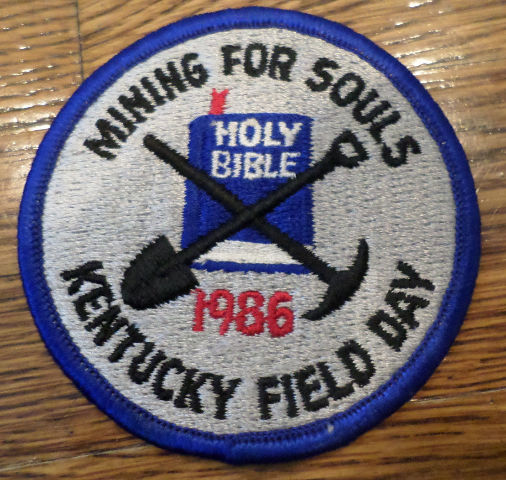 MINING FOR SOULS
HOLY
BIBLE
1986
KENTUCKY FIELD DAY